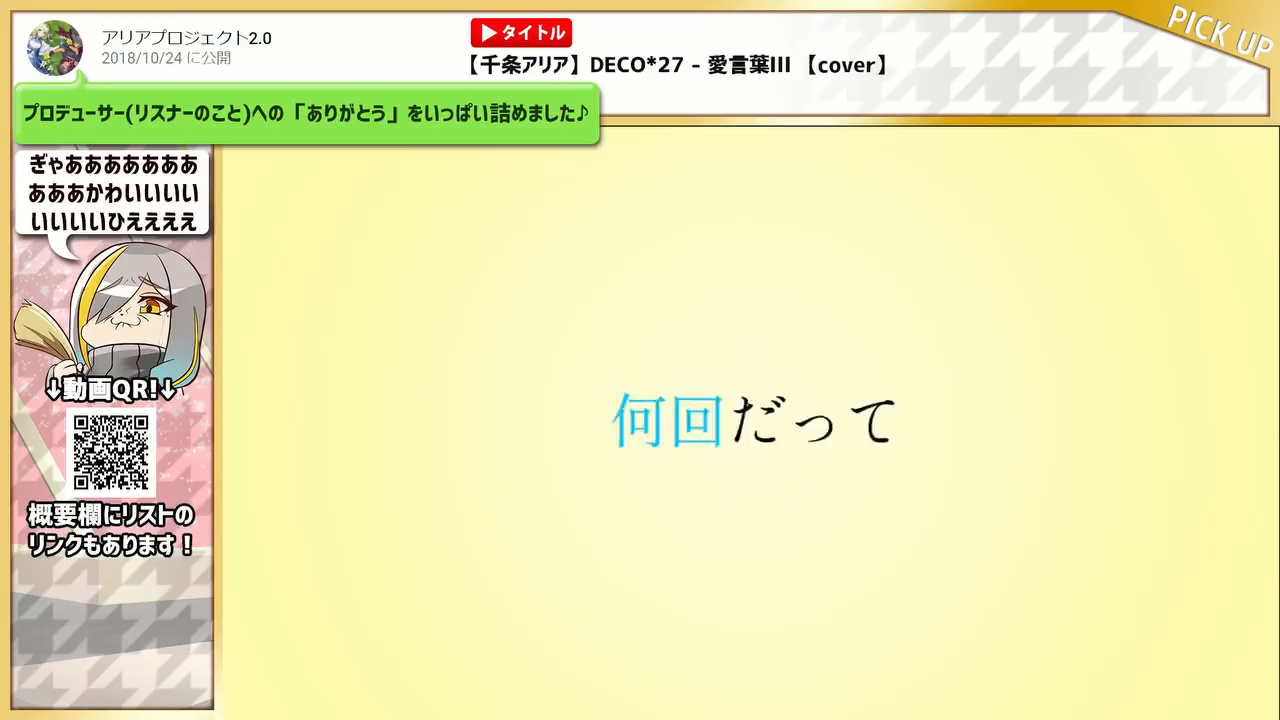 アリアプロジェクト2.0
2018/10/24 に公開
タイトル
【千条アリア】DECO*27 - 愛言葉III 【cover】
PICK UP
プロデューサー(リスナーのこと)への「ありがとう」をいっぱい詰めました♪
ぎゃあああああああ
あああかわいいいい
いいいいひええええ
↓動画QR!↓
概要欄にリストの
リンクもあります！
何回だって